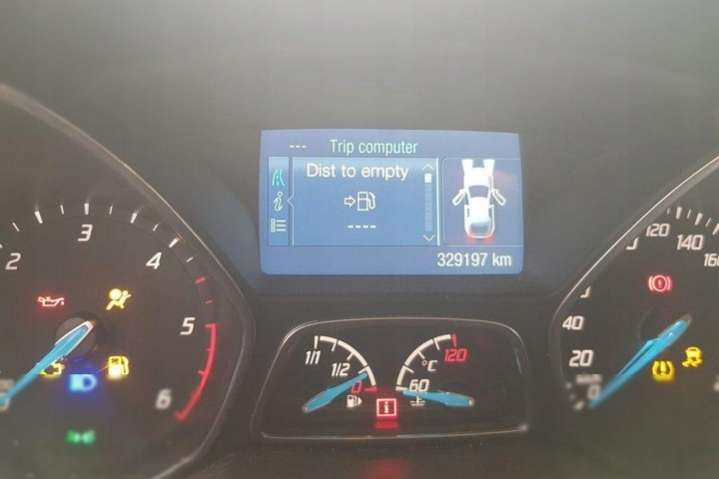 --- Trip computer
Dist to empty
----
329197 km
2 3 4 5 6
1/1 1/2 0
°C 60 120
20 40 120 140 160